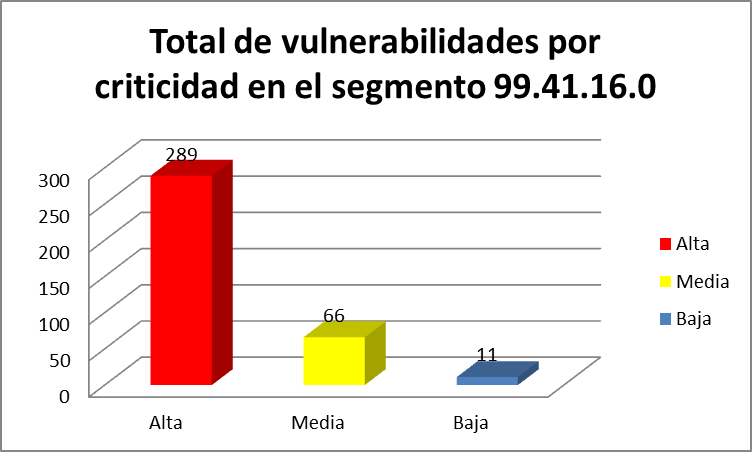 Total de vulnerabilidades por
criticidad en el segmento 99.41.16.0
289
300
250
200
150
100
50
0
66
11
Alta
Media
Baja
Alta
Media
Baja